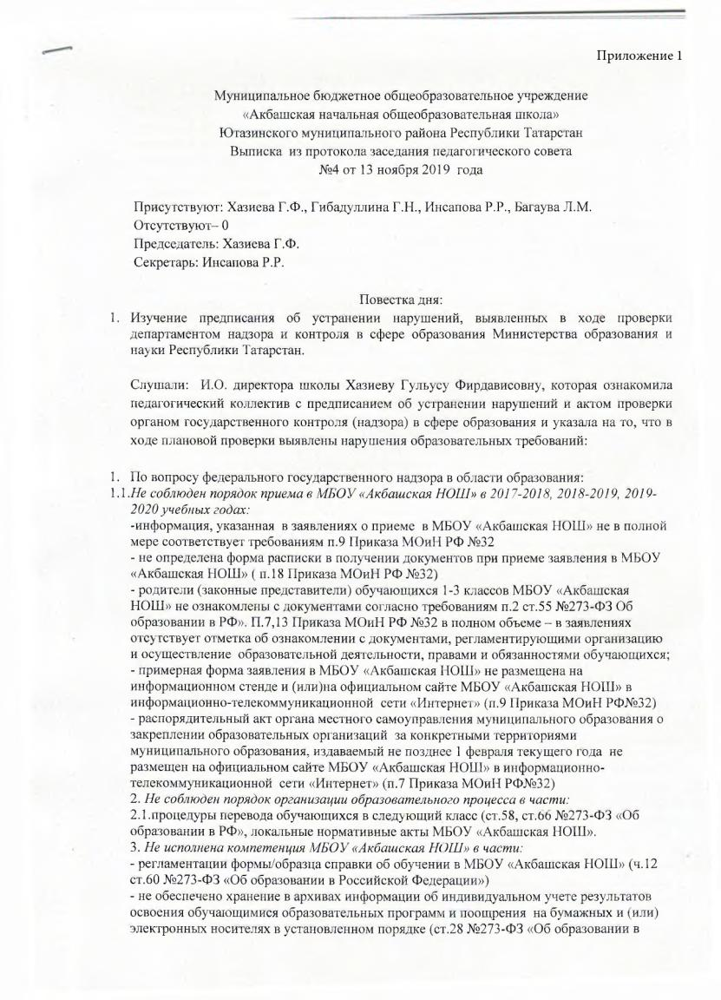 Приложение 1
Муниципальное бюджетное общеобразовательное учреждение
«Акбашская начальная общеобразовательная школа»
Ютазинского муниципального района Республики Татарстан
Выписка из протокола заседания педагогического совета
№4 от 13 ноября 2019 года
Присутствуют: Хазиева Г.Ф., Гибадуллина Г.Н., Инсапова Р.Р., Багаува Л.М.
Отсутствуют– 0
Председатель: Хазиева Г.Ф.
Секретарь: Инсапова Р.Р.
Повестка дня:
1. Изучение предписания об устранении нарушений, выявленных в ходе проверки
департаментом надзора и контроля в сфере образования Министерства образования и
науки Республики Татарстан.
Слушали: И.О. директора школы Хазиеву Гульусу Фирдависовну, которая ознакомила
педагогический коллектив с предписанием об устранении нарушений и актом проверки
органом государственного контроля (надзора) в сфере образования и указала на то, что в
ходе плановой проверки выявлены нарушения образовательных требований:
1. По вопросу федерального государственного надзора в области образования:
1.1.Не соблюден порядок приема в МБОУ «Акбашская НОШ» в 2017-2018, 2018-2019, 2019-
2020 учебных годах:
-информация, указанная в заявлениях о приеме в МБОУ «Акбашская НОШ» не в полной
мере соответствует требованиям п.9 Приказа МОиН РФ №32
- не определена форма расписки в получении документов при приеме заявления в МБОУ
«Акбашская НОШ» ( п.18 Приказа МОиН РФ №32)
- родители (законные представители) обучающихся 1-3 классов МБОУ «Акбашская
НОШ» не ознакомлены с документами согласно требованиям п.2 ст.55 №273-ФЗ Об
образовании в РФ». П.7,13 Приказа МОиН РФ №32 в полном объеме – в заявлениях
отсутствует отметка об ознакомлении с документами, регламентирующими организацию
и осуществление образовательной деятельности, правами и обязанностями обучающихся;
- примерная форма заявления в МБОУ «Акбашская НОШ» не размещена на
информационном стенде и (или)на официальном сайте МБОУ «Акбашская НОШ» в
информационно-телекоммуникационной сети «Интернет» (п.9 Приказа МОиН РФ№32)
- распорядительный акт органа местного самоуправления муниципального образования о
закреплении образовательных организаций за конкретными территориями
муниципального образования, издаваемый не позднее 1 февраля текущего года не
размещен на официальном сайте МБОУ «Акбашская НОШ» в информационно-
телекоммуникационной сети «Интернет» (п.7 Приказа МОиН РФ№32)
2. Не соблюден порядок организации образовательного процесса в части:
2.1.процедуры перевода обучающихся в следующий класс (ст.58, ст.66 №273-ФЗ «Об
образовании в РФ», локальные нормативные акты МБОУ «Акбашская НОШ».
3. Не исполнена компетенция МБОУ «Акбашская НОШ» в части:
- регламентации формы/образца справки об обучении в МБОУ «Акбашская НОШ» (ч.12
ст.60 №273-ФЗ «Об образовании в Российской Федерации»)
- не обеспечено хранение в архивах информации об индивидуальном учете результатов
освоения обучающимися образовательных программ и поощрения на бумажных и (или)
электронных носителях в установленном порядке (ст.28 №273-ФЗ «Об образовании в